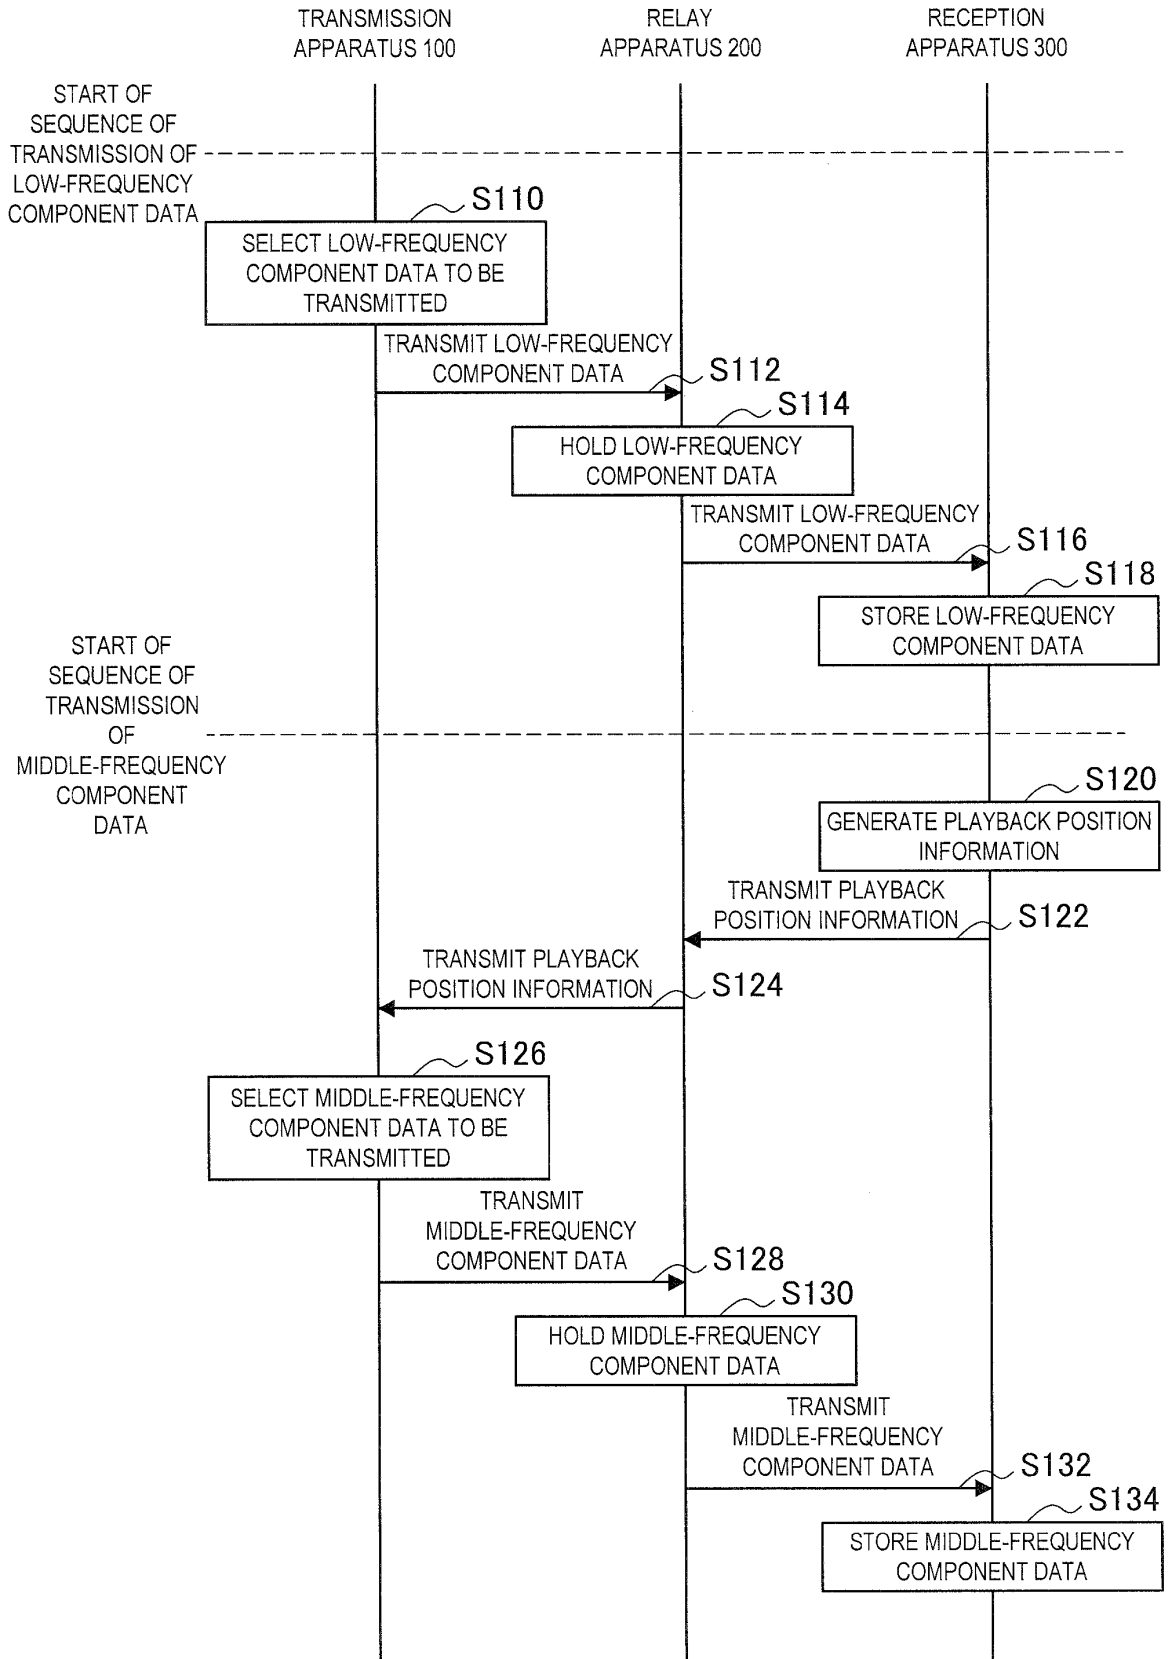 TRANSMISSION
APPARATUS 100
RELAY
APPARATUS 200
RECEPTION
APPARATUS 300
START OF
SEQUENCE OF
TRANSMISSION OF
LOW-FREQUENCY
COMPONENT DATA
S110
SELECT LOW-FREQUENCY
COMPONENT DATA TO BE
TRANSMITTED
TRANSMIT LOW-FREQUENCY
COMPONENT DATA
S112
S114
HOLD LOW-FREQUENCY
COMPONENT DATA
TRANSMIT LOW-FREQUENCY
COMPONENT DATA
S116
S118
STORE LOW-FREQUENCY
COMPONENT DATA
START OF
SEQUENCE OF
TRANSMISSION
OF
MIDDLE-FREQUENCY
COMPONENT
DATA
S120
GENERATE PLAYBACK POSITION
INFORMATION
TRANSMIT PLAYBACK
POSITION INFORMATION
S122
TRANSMIT PLAYBACK
POSITION INFORMATION
S124
S126
SELECT MIDDLE-FREQUENCY
COMPONENT DATA TO BE
TRANSMITTED
TRANSMIT
MIDDLE-FREQUENCY
COMPONENT DATA
S128
S130
HOLD MIDDLE-FREQUENCY
COMPONENT DATA
TRANSMIT
MIDDLE-FREQUENCY
COMPONENT DATA
S132
S134
STORE MIDDLE-FREQUENCY
COMPONENT DATA